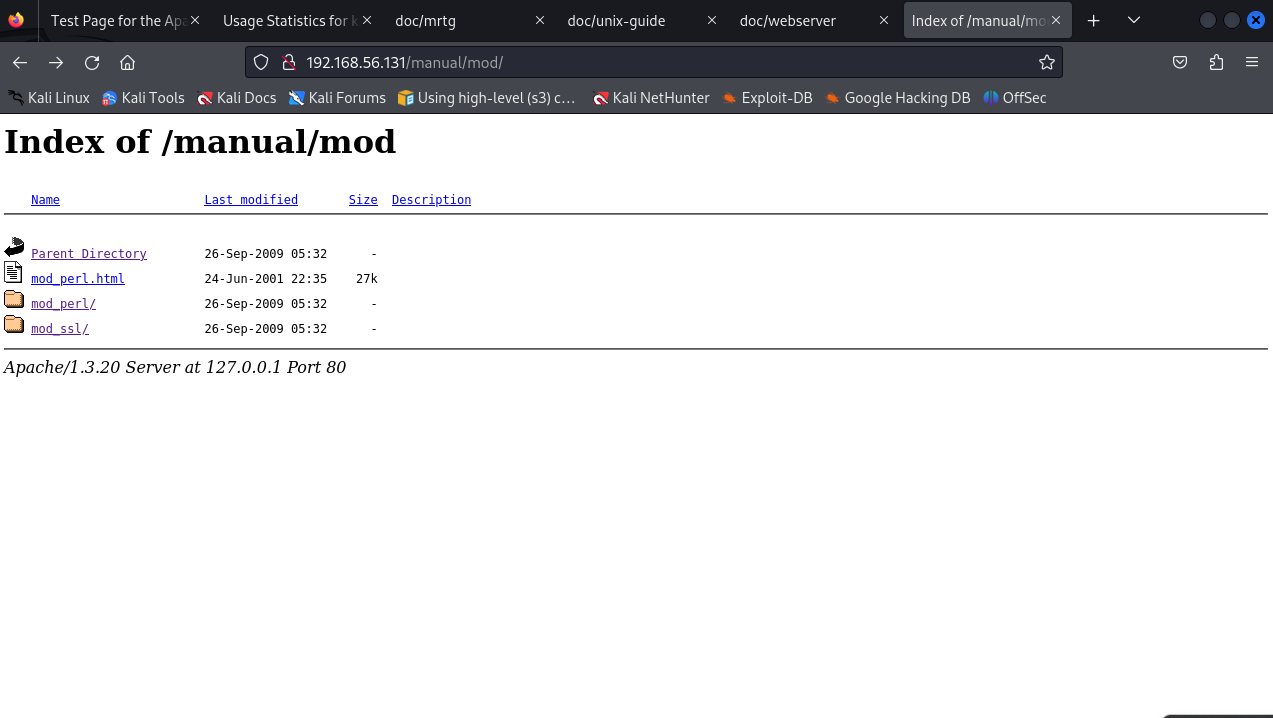 Test Page for the Apa
Usage Statistics for k
doc/mrtg
doc/unix-guide
doc/webserver
Index of /manual/mo
192.168.56.131/manual/mod/
Kali Linux
Kali Tools
Kali Docs
Kali Forums
Using high-level (s3) c…
Kali NetHunter
Exploit-DB
Google Hacking DB
OffSec
Index of /manual/mod
Name Last modified Size Description
Parent Directory 26-Sep-2009 05:32 -
mod_perl.html 24-Jun-2001 22:35 27k
mod_perl/ 26-Sep-2009 05:32 -
mod_ssl/ 26-Sep-2009 05:32 -
Apache/1.3.20 Server at 127.0.0.1 Port 80